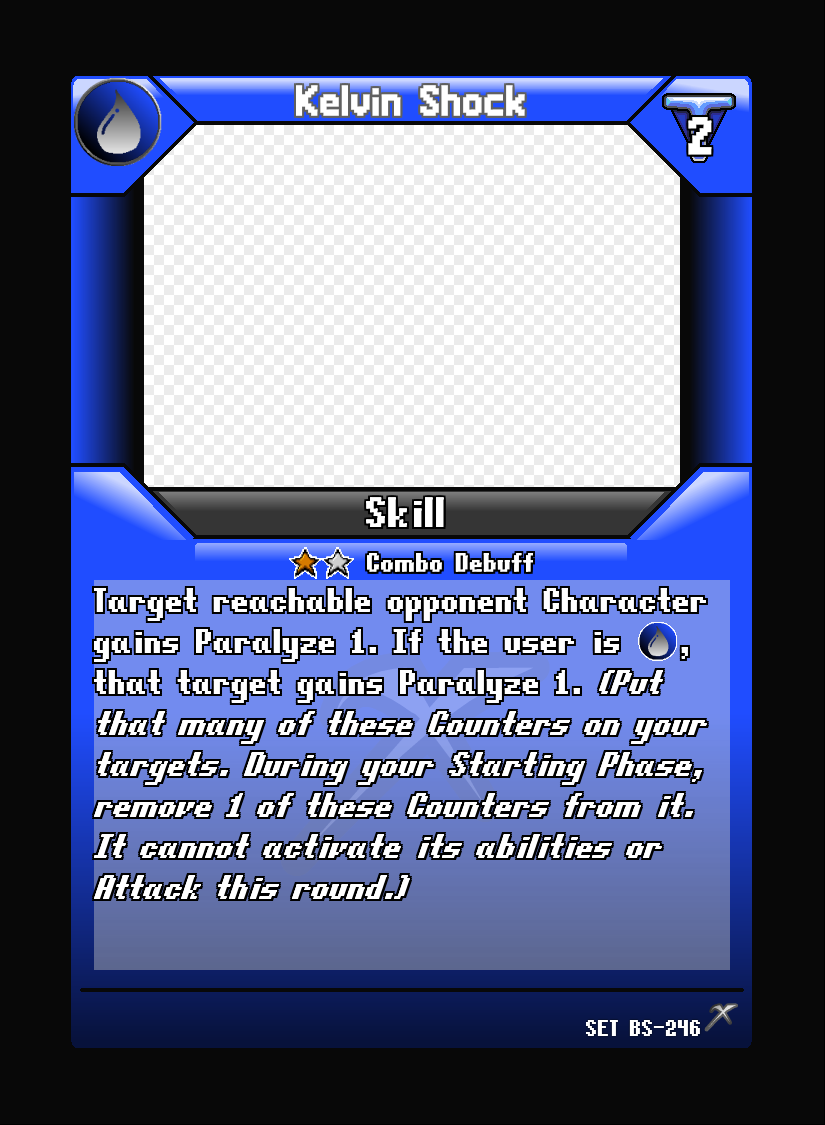 Kelvin Shock
2
Skill
Combo Debuff
Target reachable opponent Character
gains Paralyze 1. If the user is ,
that target gains Paralyze 1. (Put
that many of these Counters on your
targets. During your Starting Phase,
remove 1 of these Counters from it.
It cannot activate its abilities or
Attack this round.)
SET BS-246